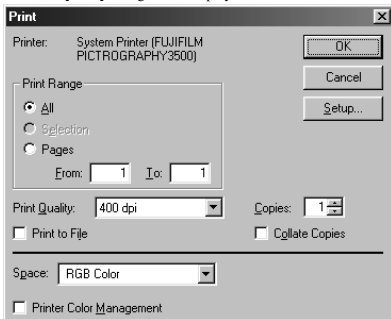 Print
Printer: System Printer (FUJIFILM
PICTROGRAPHY3500)
OK
Cancel
Setup...
Print Range
All
Selection
Pages
From: 1 To: 1
Print Quality: 400 dpi
Copies: 1
Print to File
Collate Copies
Space: RGB Color
Printer Color Management